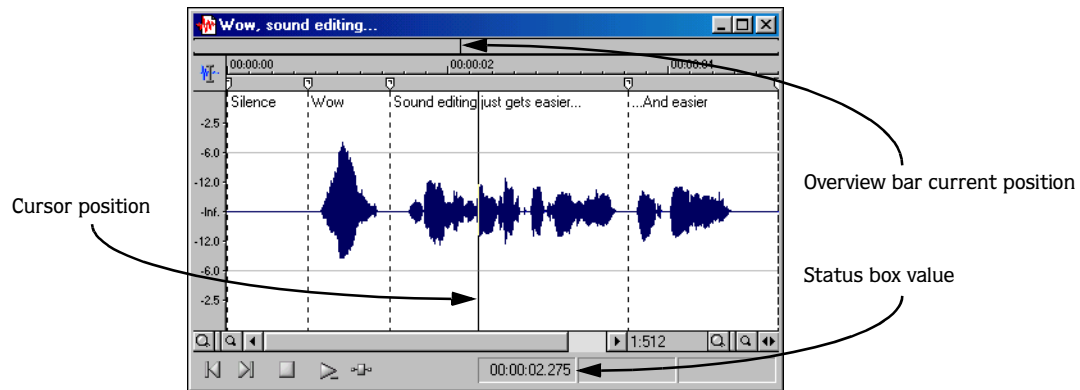 Wow, sound editing...
00:00:00 00:00:02 00:00:04
Silence Wow Sound editing just gets easier... ...And easier
-2.5
-6.0
-12.0
-Inf.
-12.0
-6.0
-2.5
1:512
00:00:02.275
Cursor position
Overview bar current position
Status box value